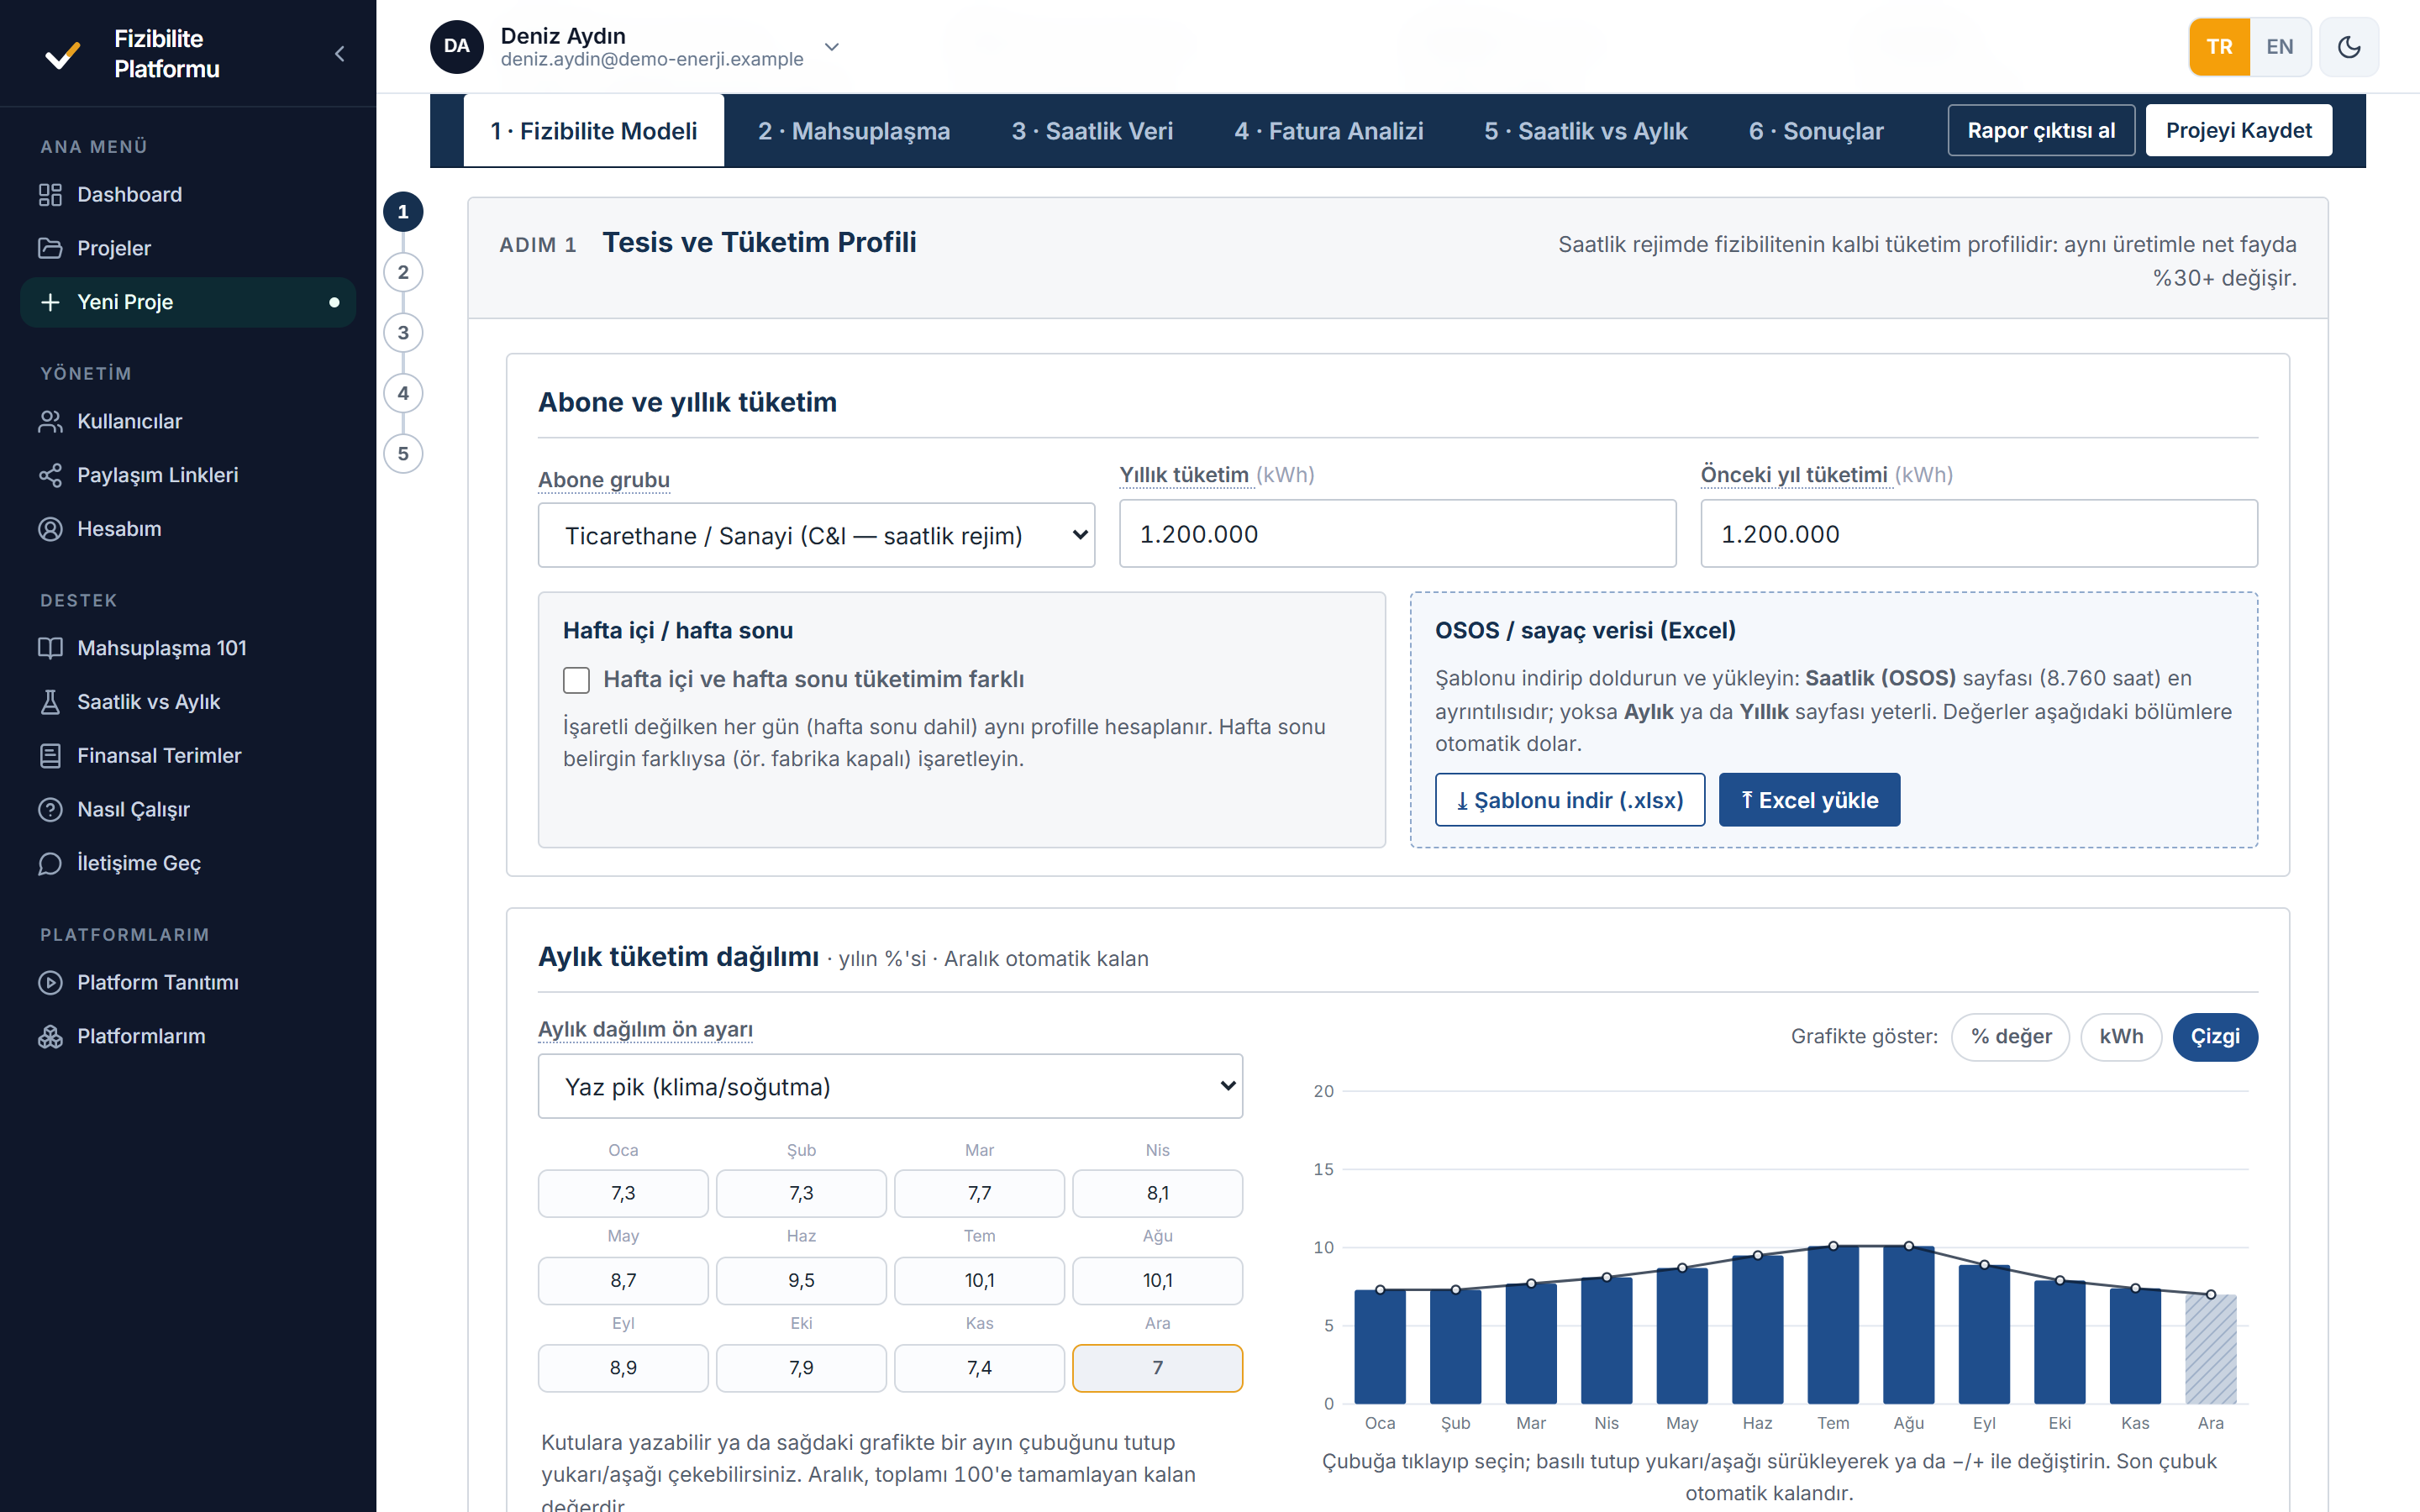 Fizibilite
Platformu
ANA MENÜ
Dashboard
Projeler
Yeni Proje
YÖNETİM
Kullanıcılar
Paylaşım Linkleri
Hesabım
DESTEK
Mahsuplaşma 101
Saatlik vs Aylık
Finansal Terimler
Nasıl Çalışır
İletişime Geç
PLATFORMLARIM
Platform Tanıtımı
Platformlarım
DA
Deniz Aydın
deniz.aydin@demo-enerji.example
TR
EN
1 · Fizibilite Modeli
2 · Mahsuplaşma
3 · Saatlik Veri
4 · Fatura Analizi
5 · Saatlik vs Aylık
6 · Sonuçlar
Rapor çıktısı al
Projeyi Kaydet
1
2
3
4
5
ADIM 1 Tesis ve Tüketim Profili
Saatlik rejimde fizibilitenin kalbi tüketim profilidir: aynı üretimle net fayda
%30+ değişir.
Abone ve yıllık tüketim
Abone grubu
Ticarethane / Sanayi (C&I — saatlik rejim)
Yıllık tüketim (kWh)
1.200.000
Önceki yıl tüketimi (kWh)
1.200.000
Hafta içi / hafta sonu
Hafta içi ve hafta sonu tüketimim farklı
İşaretli değilken her gün (hafta sonu dahil) aynı profille hesaplanır. Hafta sonu
belirgin farklıysa (ör. fabrika kapalı) işaretleyin.
OSOS / sayaç verisi (Excel)
Şablonu indirip doldurun ve yükleyin: Saatlik (OSOS) sayfası (8.760 saat) en
ayrıntılısıdır; yoksa Aylık ya da Yıllık sayfası yeterli. Değerler aşağıdaki bölümlere
otomatik dolar.
⤓ Şablonu indir (.xlsx)
⤒ Excel yükle
Aylık tüketim dağılımı · yılın %'si · Aralık otomatik kalan
Aylık dağılım ön ayarı
Yaz pik (klima/soğutma)
Oca Şub Mar Nis
7,3 7,3 7,7 8,1
May Haz Tem Ağu
8,7 9,5 10,1 10,1
Eyl Eki Kas Ara
8,9 7,9 7,4 7
Kutulara yazabilir ya da sağdaki grafikte bir ayın çubuğunu tutup
yukarı/aşağı çekebilirsiniz. Aralık, toplamı 100'e tamamlayan kalan
değerdir.
Grafikte göster: % değer kWh Çizgi
20
15
10
5
0
Oca Şub Mar Nis May Haz Tem Ağu Eyl Eki Kas Ara
Çubuğa tıklayıp seçin; basılı tutup yukarı/aşağı sürükleyerek ya da −/+ ile değiştirin. Son çubuk
otomatik kalandır.